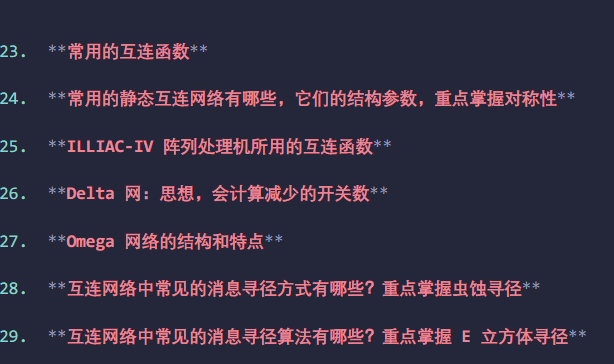 23. **常用的互连函数**
24. **常用的静态互连网络有哪些，它们的结构参数，重点掌握对称性**
25. **ILLIAC-IV 阵列处理机所用的互连函数**
26. **Delta 网：思想，会计算减少的开关数**
27. **Omega 网络的结构和特点**
28. **互连网络中常见的消息寻径方式有哪些？重点掌握虫蚀寻径**
29. **互连网络中常见的消息寻径算法有哪些？重点掌握 E 立方体寻径**